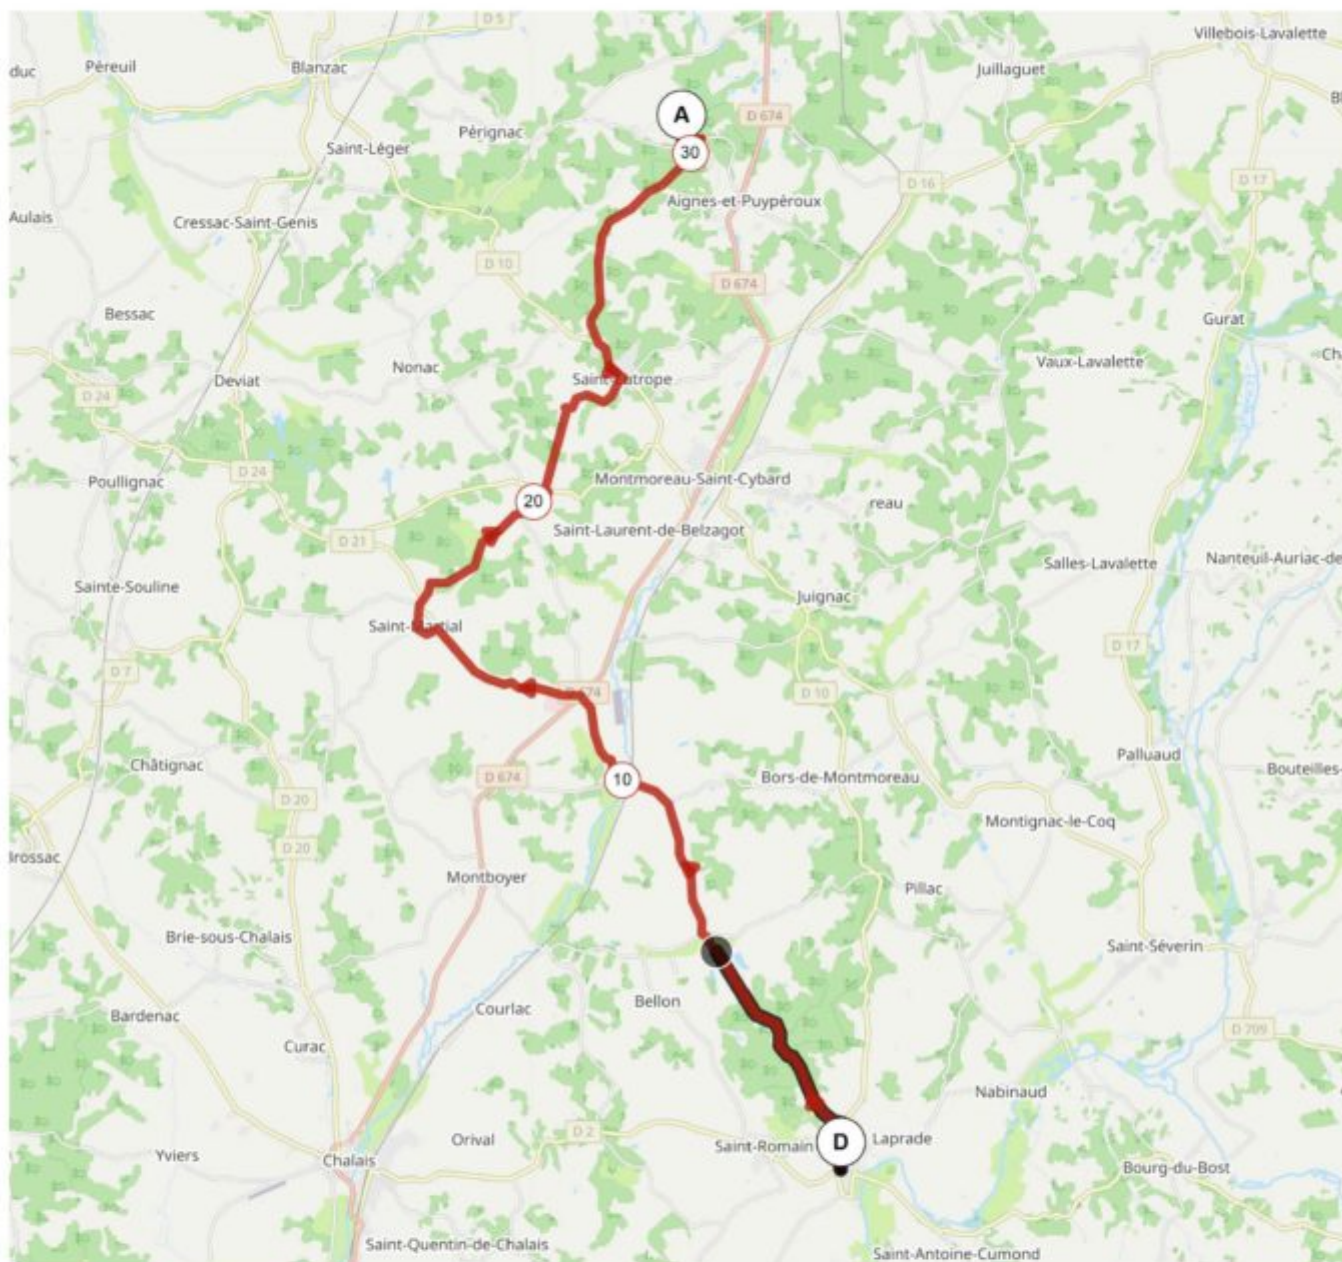 D 5
Villebois-Lavalette
duc
Péreuil
Blanzac
Juillaguet
A
D 674
Pérignac
Saint-Léger
30
D 16
D 17
Aignes-et-Puypéroux
Aulais
Cressac-Saint-Genis
D 10
D 674
Bessac
Gurat
Nonac
Vaux-Lavalette
Deviat
D 24
D 24
Poullignac
Montmoreau-Saint-Cybard
20
reau
Saint-Laurent-de-Belzagot
D 21
Salles-Lavalette
Nanteuil-Auriac-de
Sainte-Souline
Juignac
D 17
D 7
D 10
Palluaud
Châtignac
D 674
10
Bors-de-Montmoreau
Bouteilles-
D 20
Montignac-le-Coq
D 20
Montboyer
Pillac
Brie-sous-Chalais
Saint-Séverin
Bellon
Courlac
Bardenac
D 709
Curac
Nabinaud
D 2
Orival
Saint-Romain
D
Laprade
Yviers
Chalais
Bourg-du-Bost
Saint-Quentin-de-Chalais
Saint-Antoine-Cumond